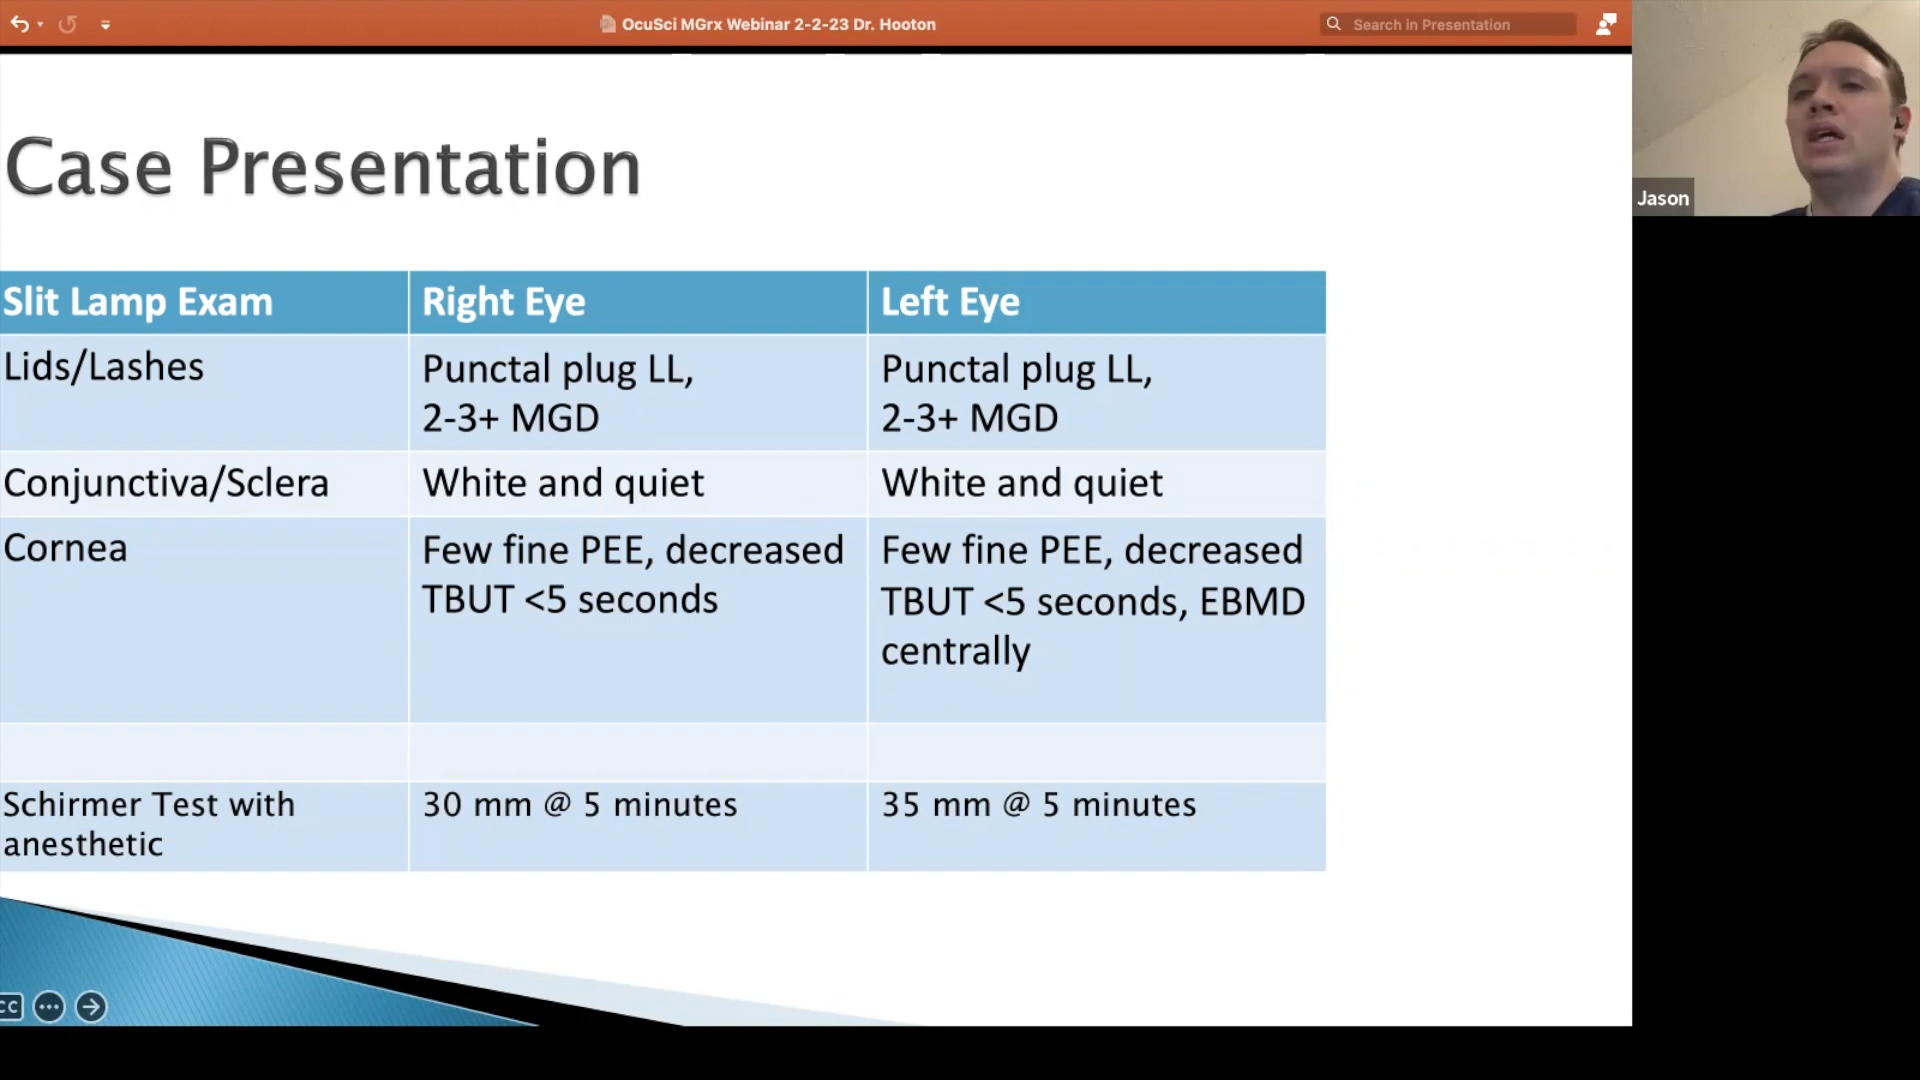 OcuSci MGrx Webinar 2-2-23 Dr. Hooton
Search in Presentation
Jason
Case Presentation
Slit Lamp Exam
Right Eye
Left Eye
Lids/Lashes
Punctal plug LL,
2-3+ MGD
Punctal plug LL,
2-3+ MGD
Conjunctiva/Sclera
White and quiet
White and quiet
Cornea
Few fine PEE, decreased
TBUT <5 seconds
Few fine PEE, decreased
TBUT <5 seconds, EBMD
centrally
Schirmer Test with
anesthetic
30 mm @ 5 minutes
35 mm @ 5 minutes
CC